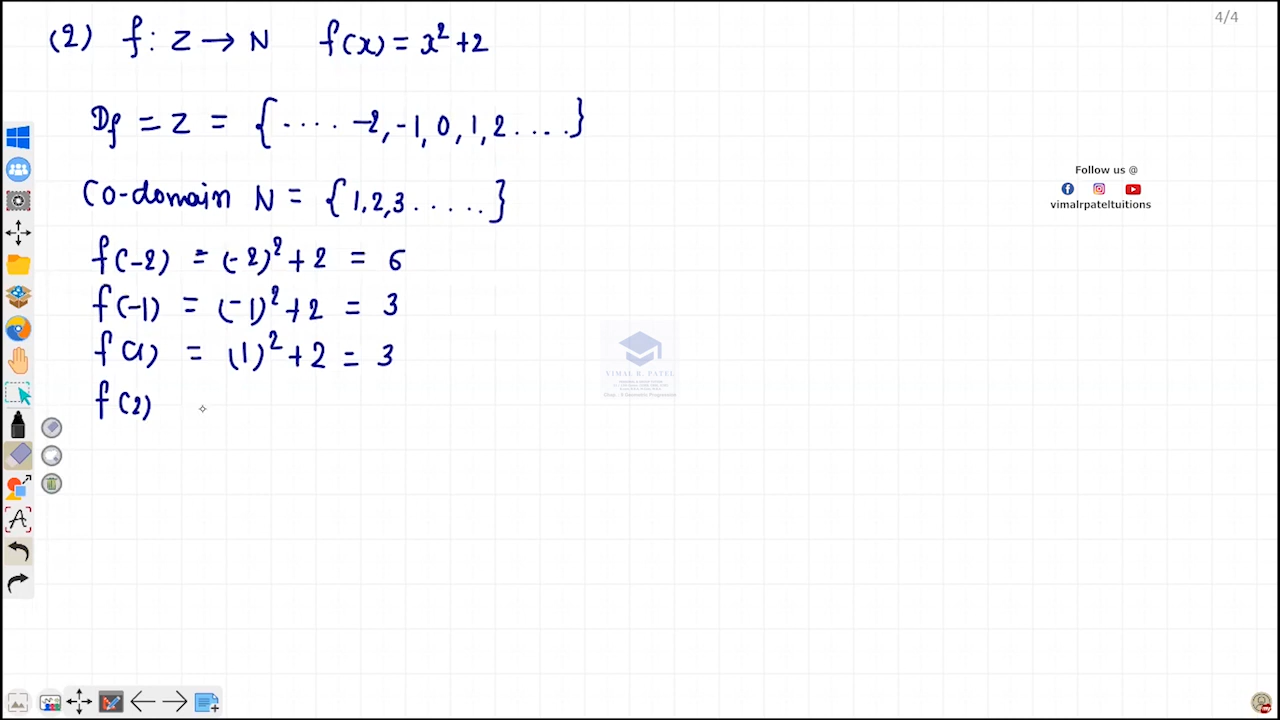 4/4
(2) f : Z → N f(x) = x² + 2
Df = Z = { ..... -2, -1, 0, 1, 2 .... }
Follow us @
vimalrpateltuitions
Co-domain N = { 1, 2, 3 ..... }
f(-2) = (-2)² + 2 = 6
f(-1) = (-1)² + 2 = 3
f(1) = (1)² + 2 = 3
f(2)
VIMAL R. PATEL